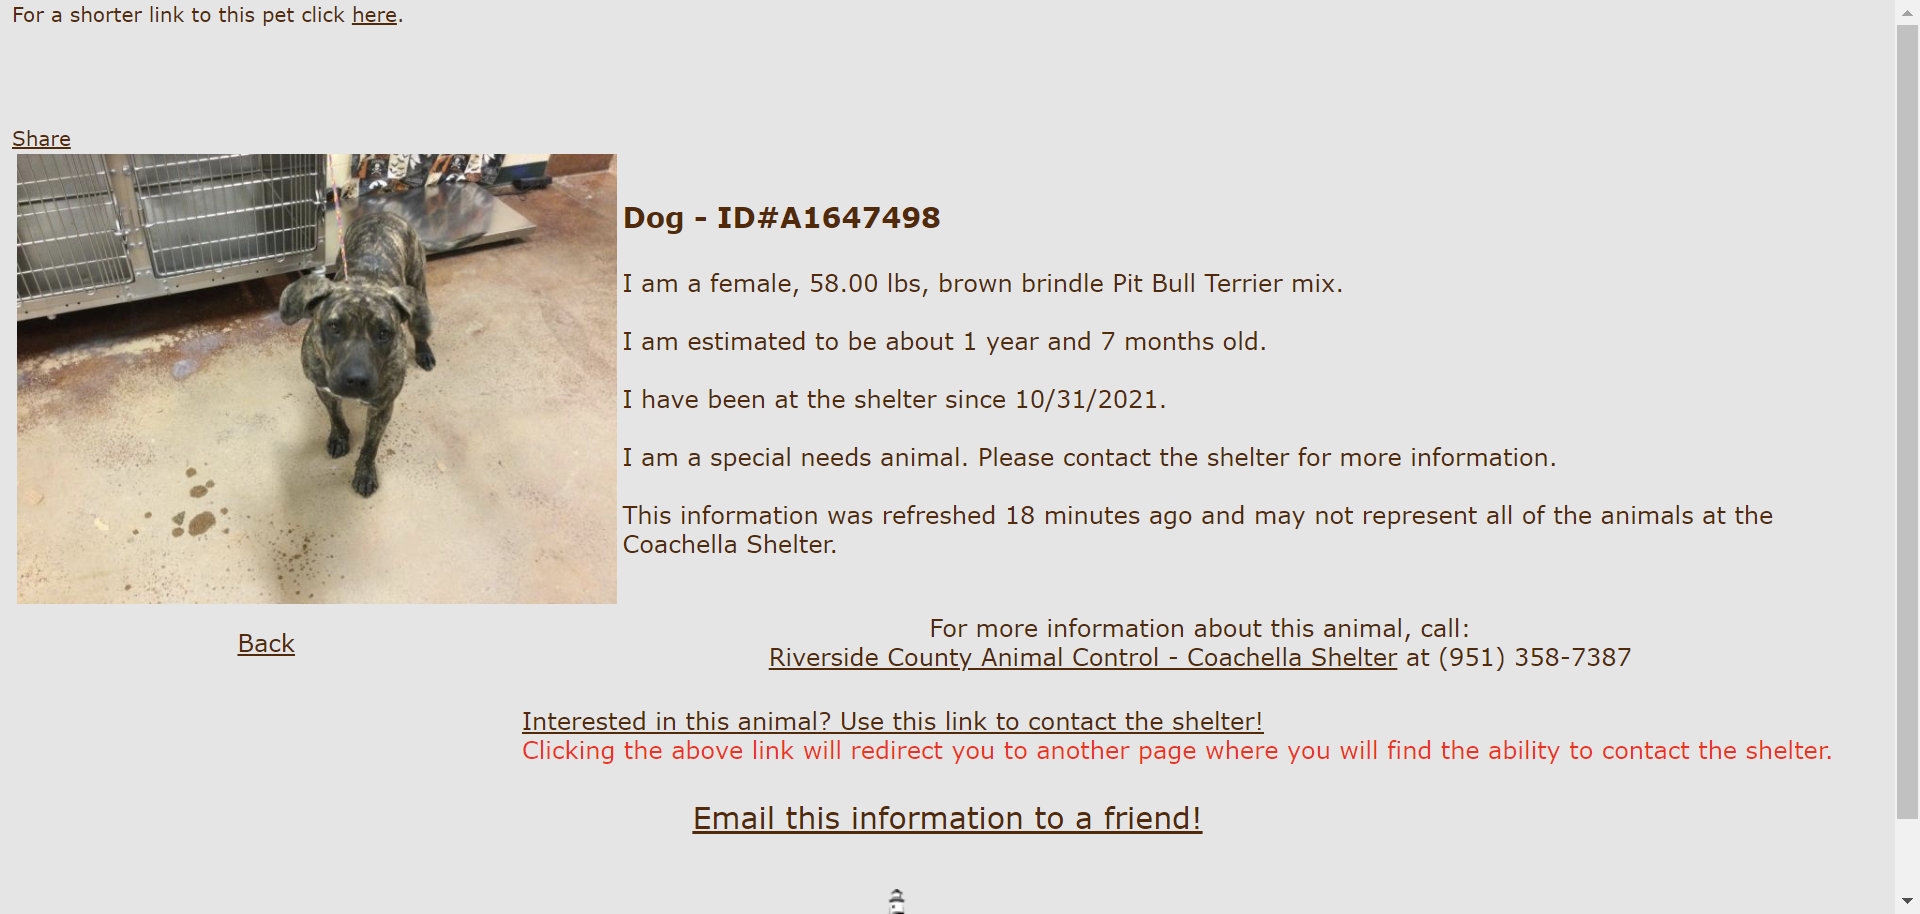 For a shorter link to this pet click here.
Share
Dog - ID#A1647498
I am a female, 58.00 lbs, brown brindle Pit Bull Terrier mix.
I am estimated to be about 1 year and 7 months old.
I have been at the shelter since 10/31/2021.
I am a special needs animal. Please contact the shelter for more information.
This information was refreshed 18 minutes ago and may not represent all of the animals at the
Coachella Shelter.
Back
For more information about this animal, call:
Riverside County Animal Control - Coachella Shelter at (951) 358-7387
Interested in this animal? Use this link to contact the shelter!
Clicking the above link will redirect you to another page where you will find the ability to contact the shelter.
Email this information to a friend!